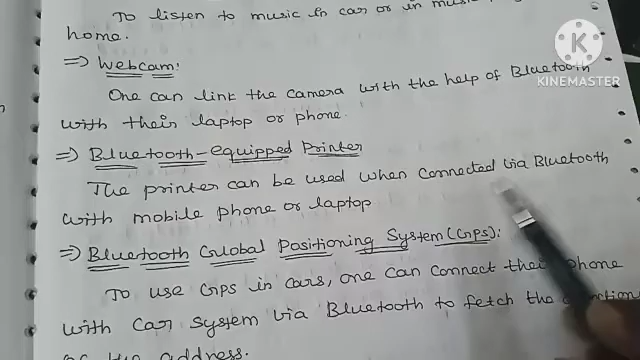 To listen to music in car or in music
home.
⇒ Webcam:
One can link the camera with the help of Bluetooth
with their laptop or phone.
⇒ Bluetooth-equipped Printer
The printer can be used when connected via Bluetooth
with mobile phone or laptop
⇒ Bluetooth Global Positioning System (GPS):
To use GPS in cars, one can connect their phone
with car system via Bluetooth to fetch the
address.
K
KINEMASTER